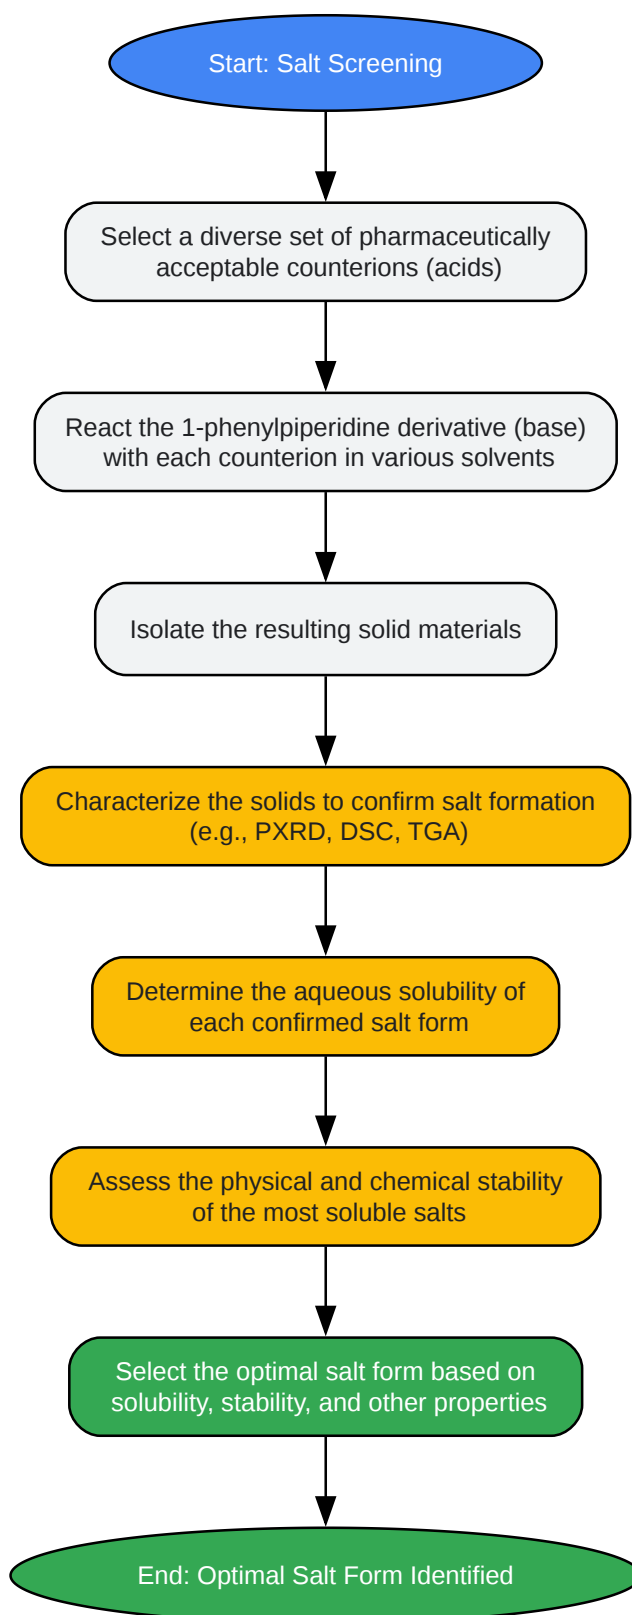 Start: Salt Screening
Select a diverse set of pharmaceutically
acceptable counterions (acids)
React the 1-phenylpiperidine derivative (base)
with each counterion in various solvents
Isolate the resulting solid materials
Characterize the solids to confirm salt formation
(e.g., PXRD, DSC, TGA)
Determine the aqueous solubility of
each confirmed salt form
Assess the physical and chemical stability
of the most soluble salts
Select the optimal salt form based on
solubility, stability, and other properties
End: Optimal Salt Form Identified